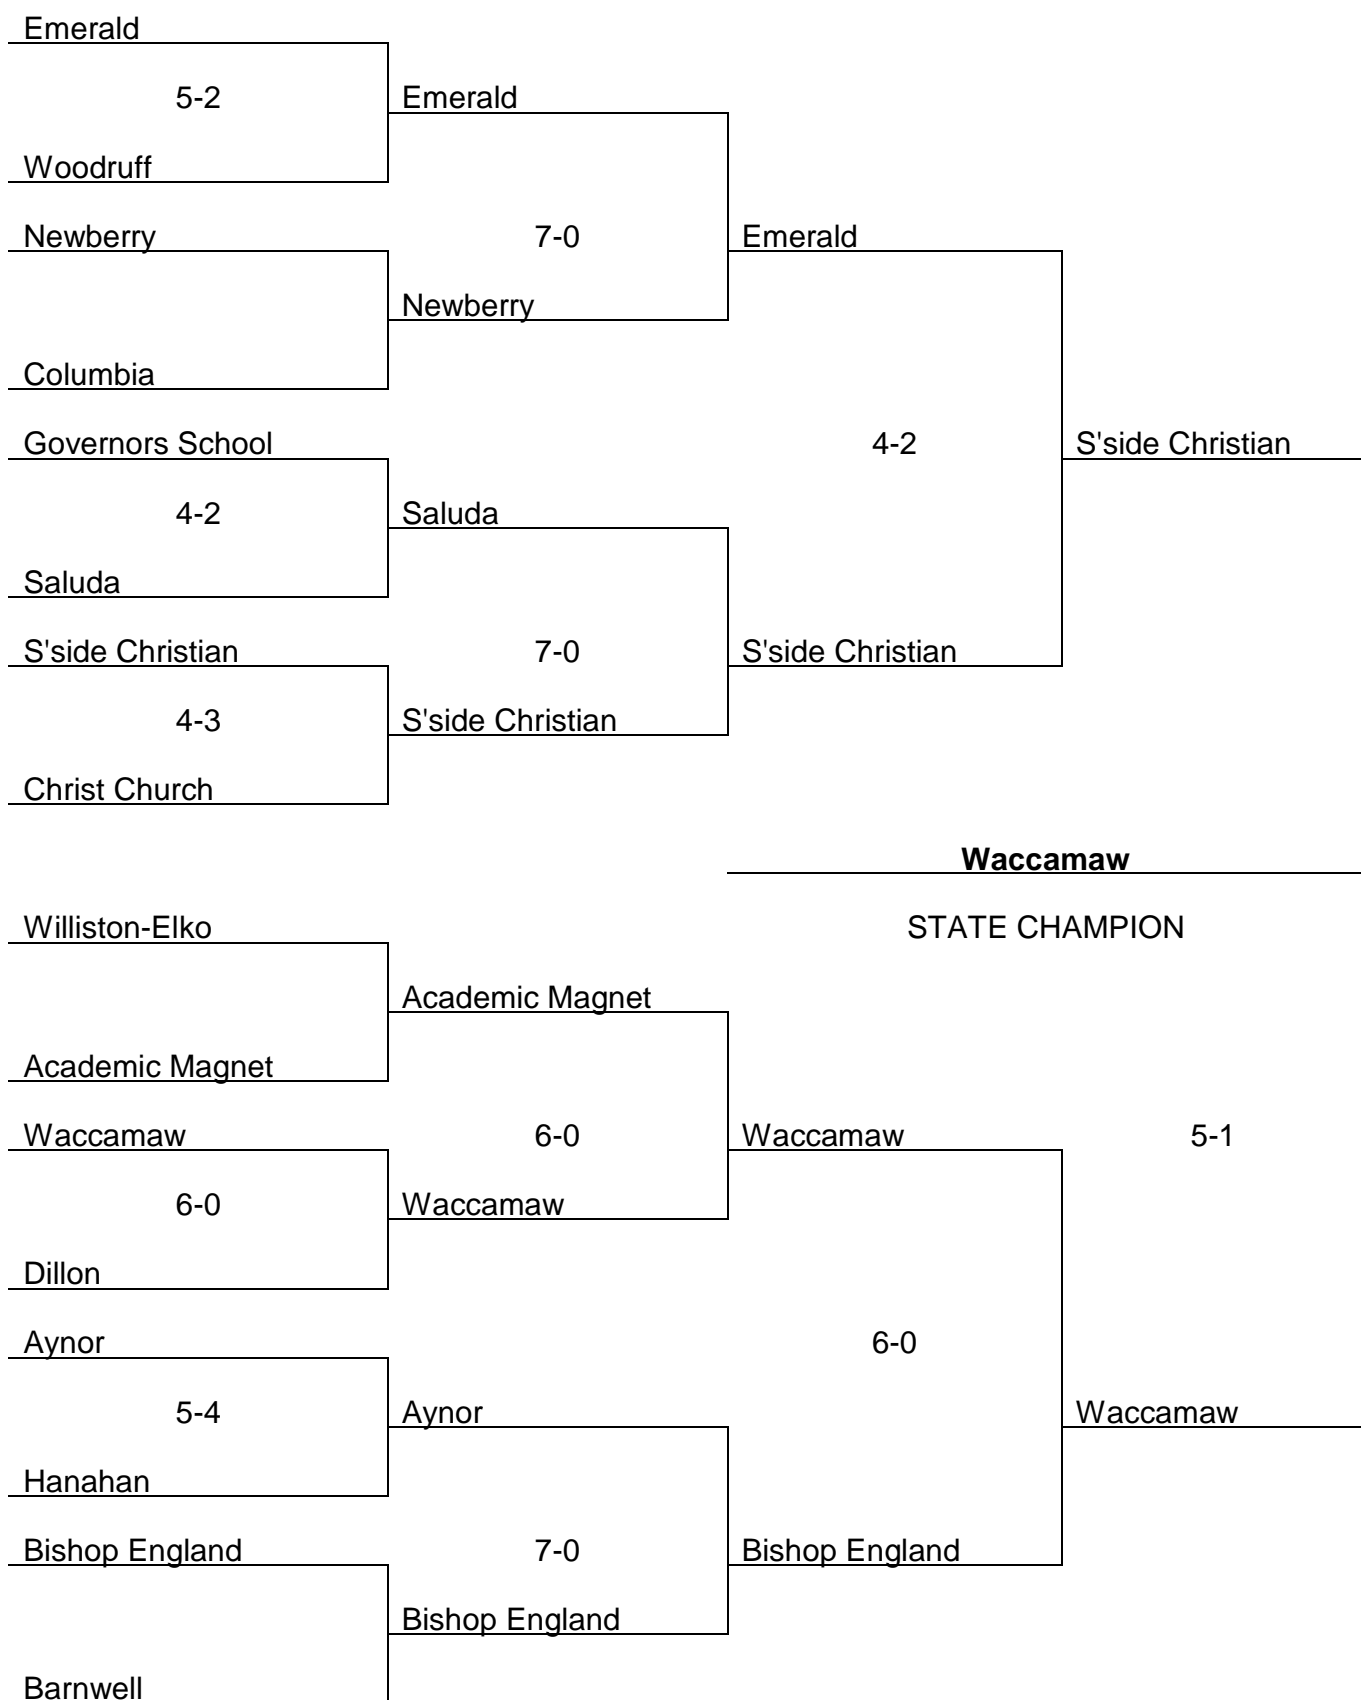 Emerald
5-2 Emerald
Woodruff
Newberry 7-0 Emerald
Newberry
Columbia
Governors School 4-2 S'side Christian
4-2 Saluda
Saluda
S'side Christian 7-0 S'side Christian
4-3 S'side Christian
Christ Church
Waccamaw
Williston-Elko STATE CHAMPION
Academic Magnet
Academic Magnet
Waccamaw 6-0 Waccamaw 5-1
6-0 Waccamaw
Dillon
Aynor 6-0
5-4 Aynor Waccamaw
Hanahan
Bishop England 7-0 Bishop England
Bishop England
Barnwell